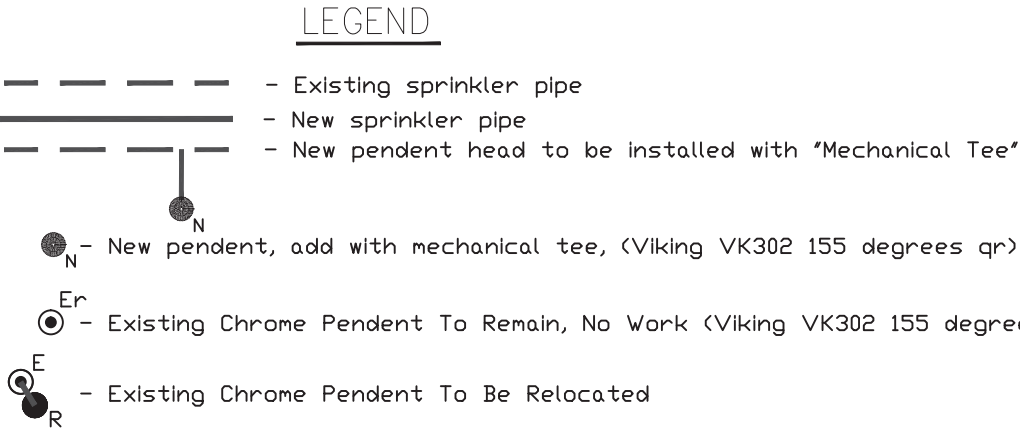 LEGEND
- Existing sprinkler pipe
- New sprinkler pipe
- New pendent head to be installed with "Mechanical Tee"
N
N - New pendent, add with mechanical tee, (Viking VK302 155 degrees qr)
Er
- Existing Chrome Pendent To Remain, No Work (Viking VK302 155 degre
E
- Existing Chrome Pendent To Be Relocated
R